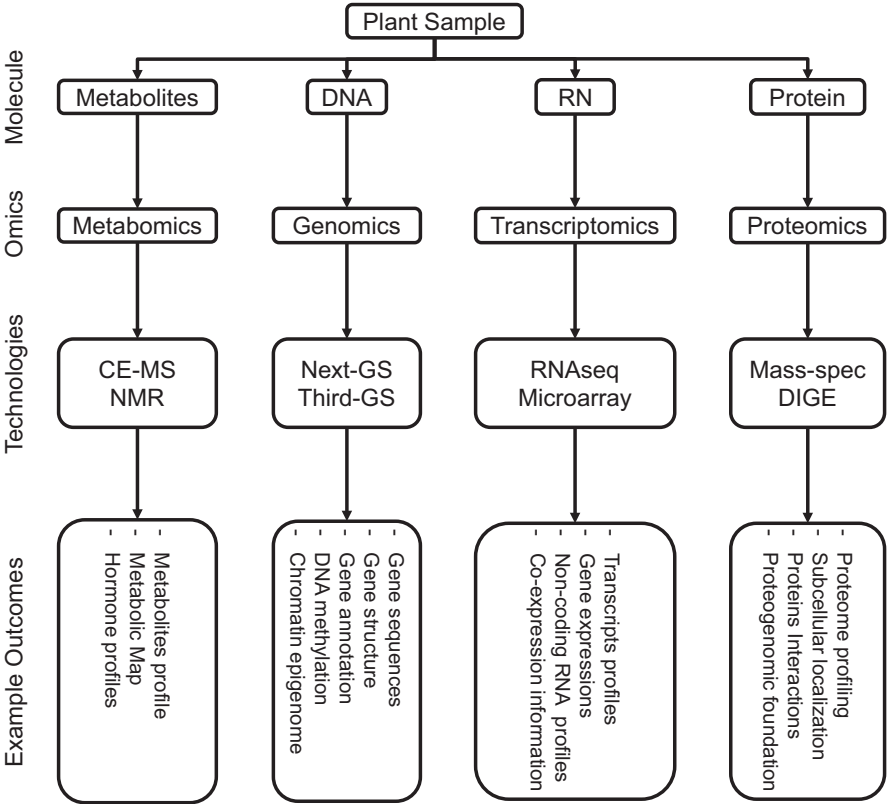 Plant Sample
Molecule
Metabolites
DNA
RN
Protein
Omics
Metabomics
Genomics
Transcriptomics
Proteomics
Technologies
CE-MS
NMR
Next-GS
Third-GS
RNAseq
Microarray
Mass-spec
DIGE
Example Outcomes
- Metabolites profile
- Metabolic Map
- Hormone profiles
- Gene sequences
- Gene structure
- Gene annotation
- DNA methylation
- Chromatin epigenome
- Transcripts profiles
- Gene expressions
- Non-coding RNA profiles
- Co-expression information
- Proteome profiling
- Subcellular localization
- Proteins Interactions
- Proteogenomic foundation